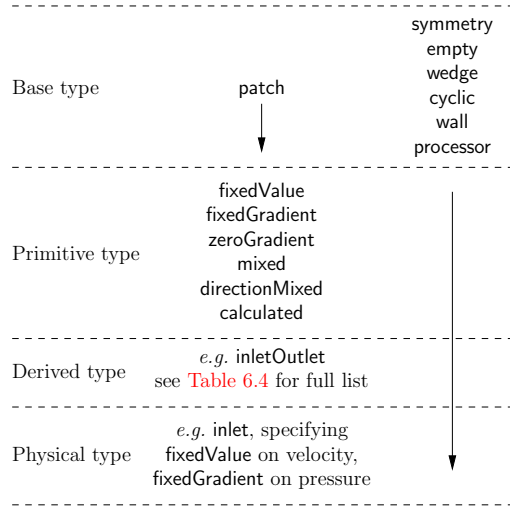 symmetry
empty
wedge
Base type patch cyclic
wall
processor
fixedValue
fixedGradient
zeroGradient
Primitive type mixed
directionMixed
calculated
e.g. inletOutlet
Derived type see Table 6.4 for full list
e.g. inlet, specifying
Physical type fixedValue on velocity,
fixedGradient on pressure